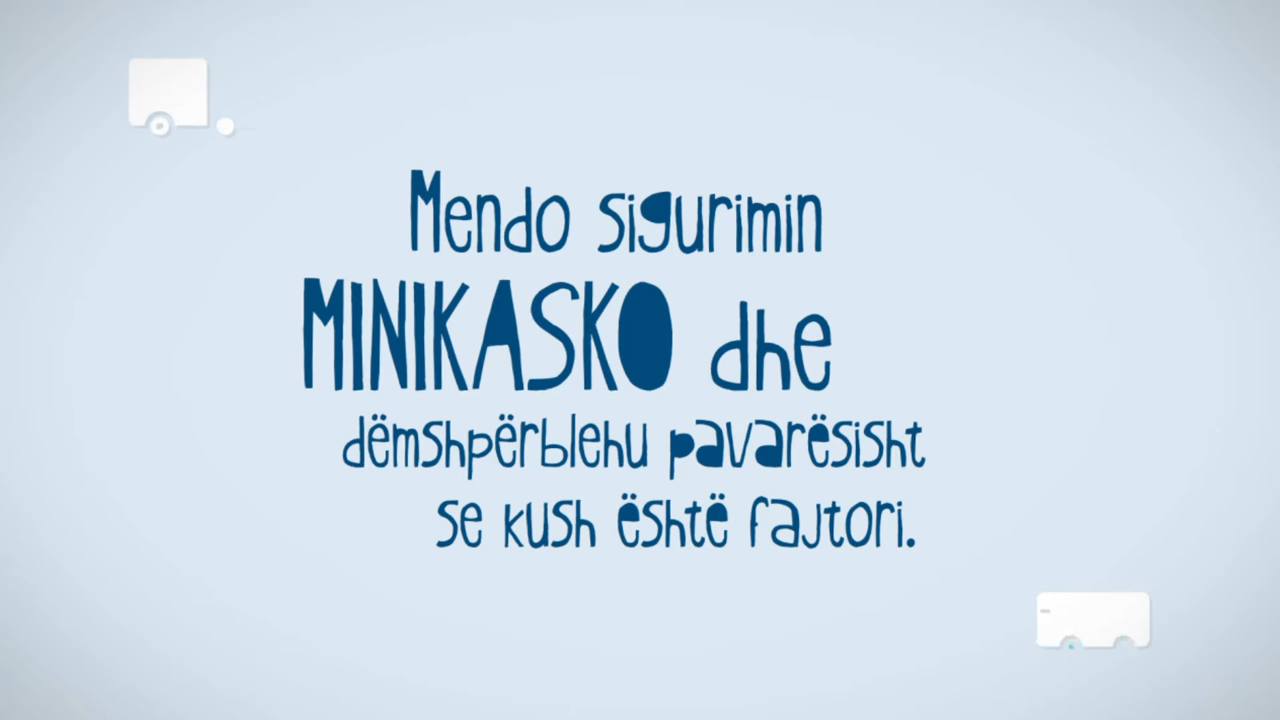 Mendo sigurimin
MINIKASKO dhe
dëmshpërblehu pavarësisht
se kush është fajtori.